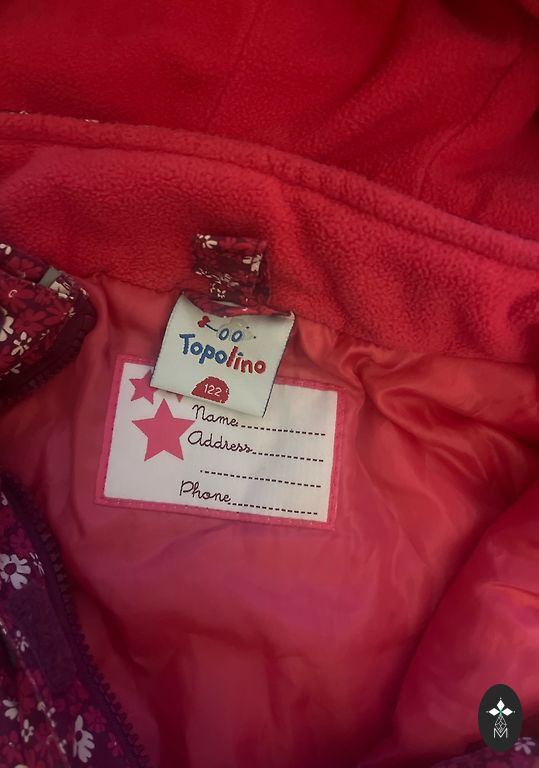 Topolino
122
Name
Address
Phone
M